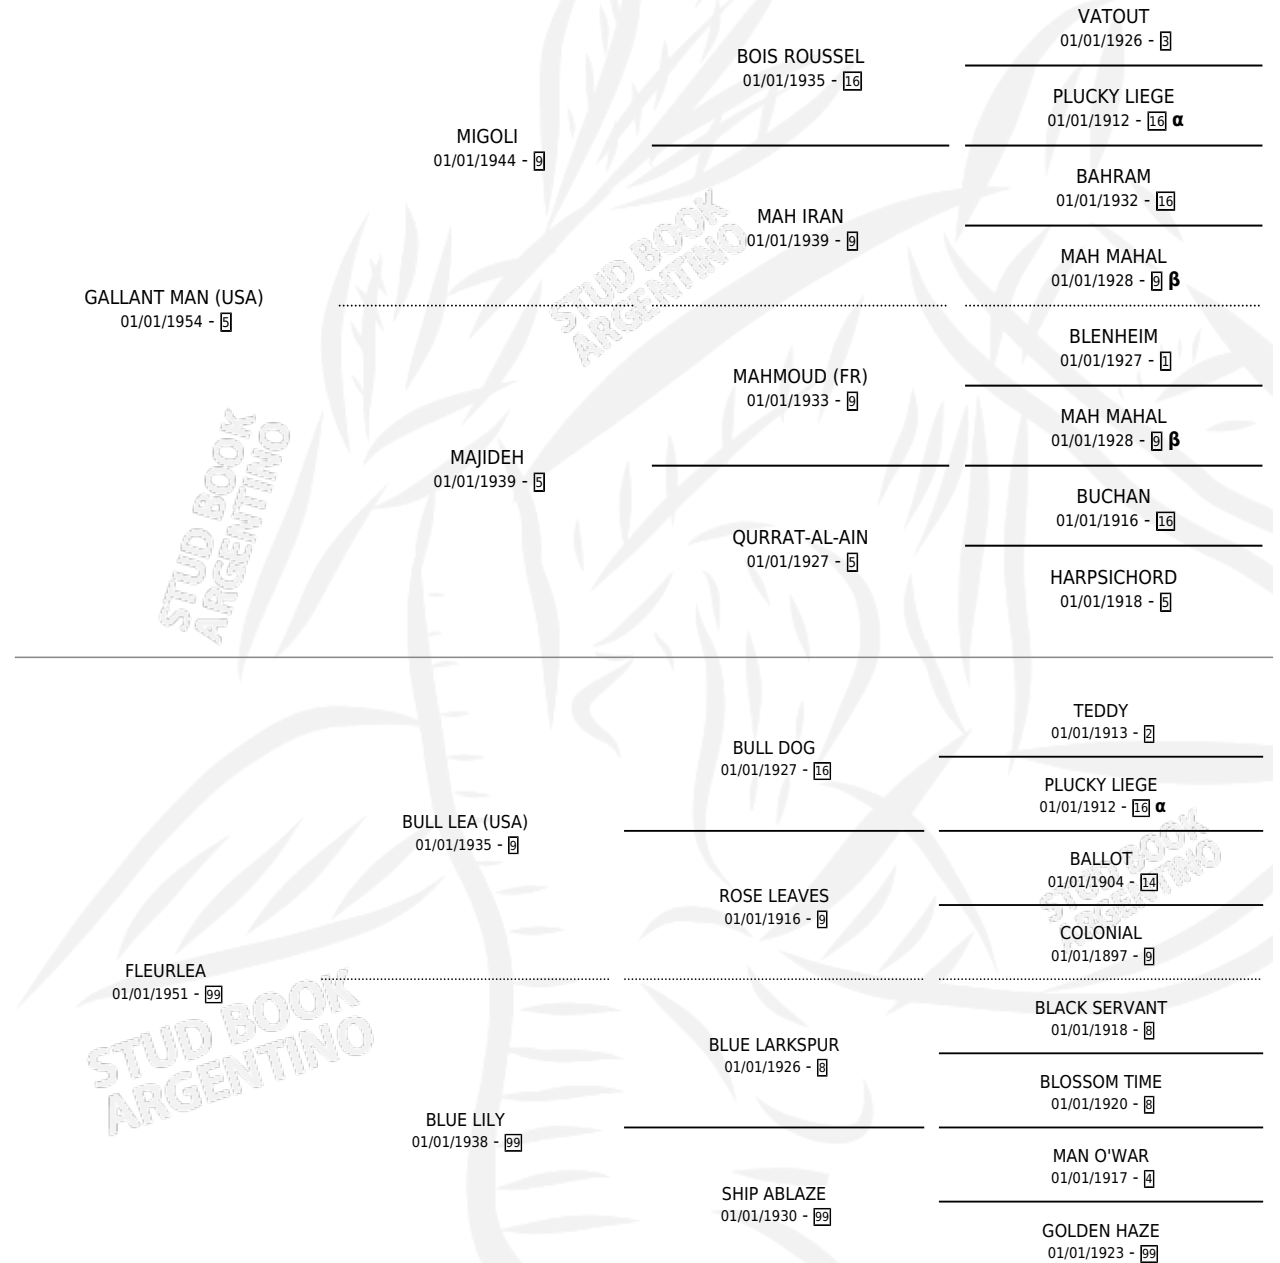 VATOUT
01/01/1926 - 3
BOIS ROUSSEL
01/01/1935 - 16
PLUCKY LIEGE
01/01/1912 - 16 α
MIGOLI
01/01/1944 - 9
BAHRAM
01/01/1932 - 16
MAH IRAN
01/01/1939 - 9
MAH MAHAL
01/01/1928 - 9 β
STUD BOOK
ARGENTINO
GALLANT MAN (USA)
01/01/1954 - 5
BLENHEIM
01/01/1927 - 1
MAHMOUD (FR)
01/01/1933 - 9
MAH MAHAL
01/01/1928 - 9 β
MAJIDEH
01/01/1939 - 5
BUCHAN
01/01/1916 - 16
QURRAT-AL-AIN
01/01/1927 - 5
HARPSICHORD
01/01/1918 - 5
STUD BOOK
ARGENTINO
TEDDY
01/01/1913 - 2
BULL DOG
01/01/1927 - 16
PLUCKY LIEGE
01/01/1912 - 16 α
BULL LEA (USA)
01/01/1935 - 9
BALLOT
01/01/1904 - 14
STUD BOOK
ARGENTINO
ROSE LEAVES
01/01/1916 - 9
COLONIAL
01/01/1897 - 9
FLEURLEA
01/01/1951 - 99
STUD BOOK
ARGENTINO
BLACK SERVANT
01/01/1918 - 8
BLUE LARKSPUR
01/01/1926 - 8
BLOSSOM TIME
01/01/1920 - 8
BLUE LILY
01/01/1938 - 99
MAN O'WAR
01/01/1917 - 4
SHIP ABLAZE
01/01/1930 - 99
GOLDEN HAZE
01/01/1923 - 99